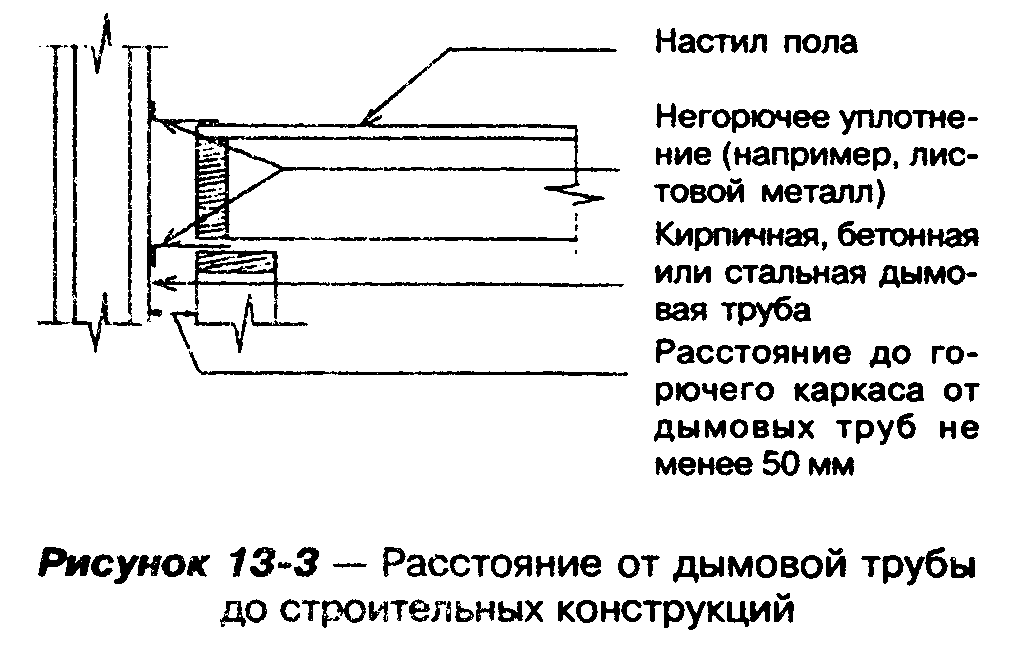 Настил пола
Негорючее уплотне-
ние (например, лис-
товой металл)
Кирпичная, бетонная
или стальная дымо-
вая труба
Расстояние до го-
рючего каркаса от
дымовых труб не
менее 50 мм
Рисунок 13-3 — Расстояние от дымовой трубы
до строительных конструкций